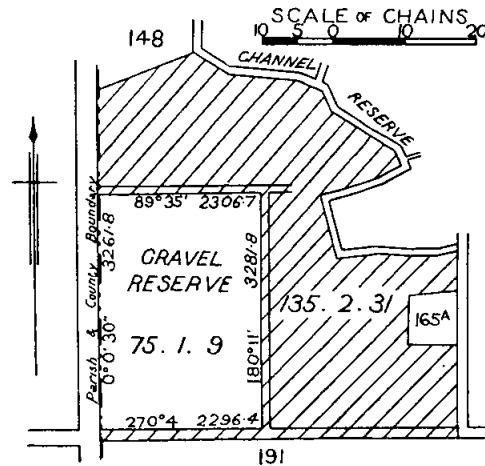 SCALE OF CHAINS
10 5 0 10 20
148
CHANNEL
RESERVE
89°35' 2306.7
Parish & County Boundary
0°0'30" 3261.8
GRAVEL
RESERVE
3281.8
180°11'
75.1.9
135.2.31
165A
270°4 2296.4
191